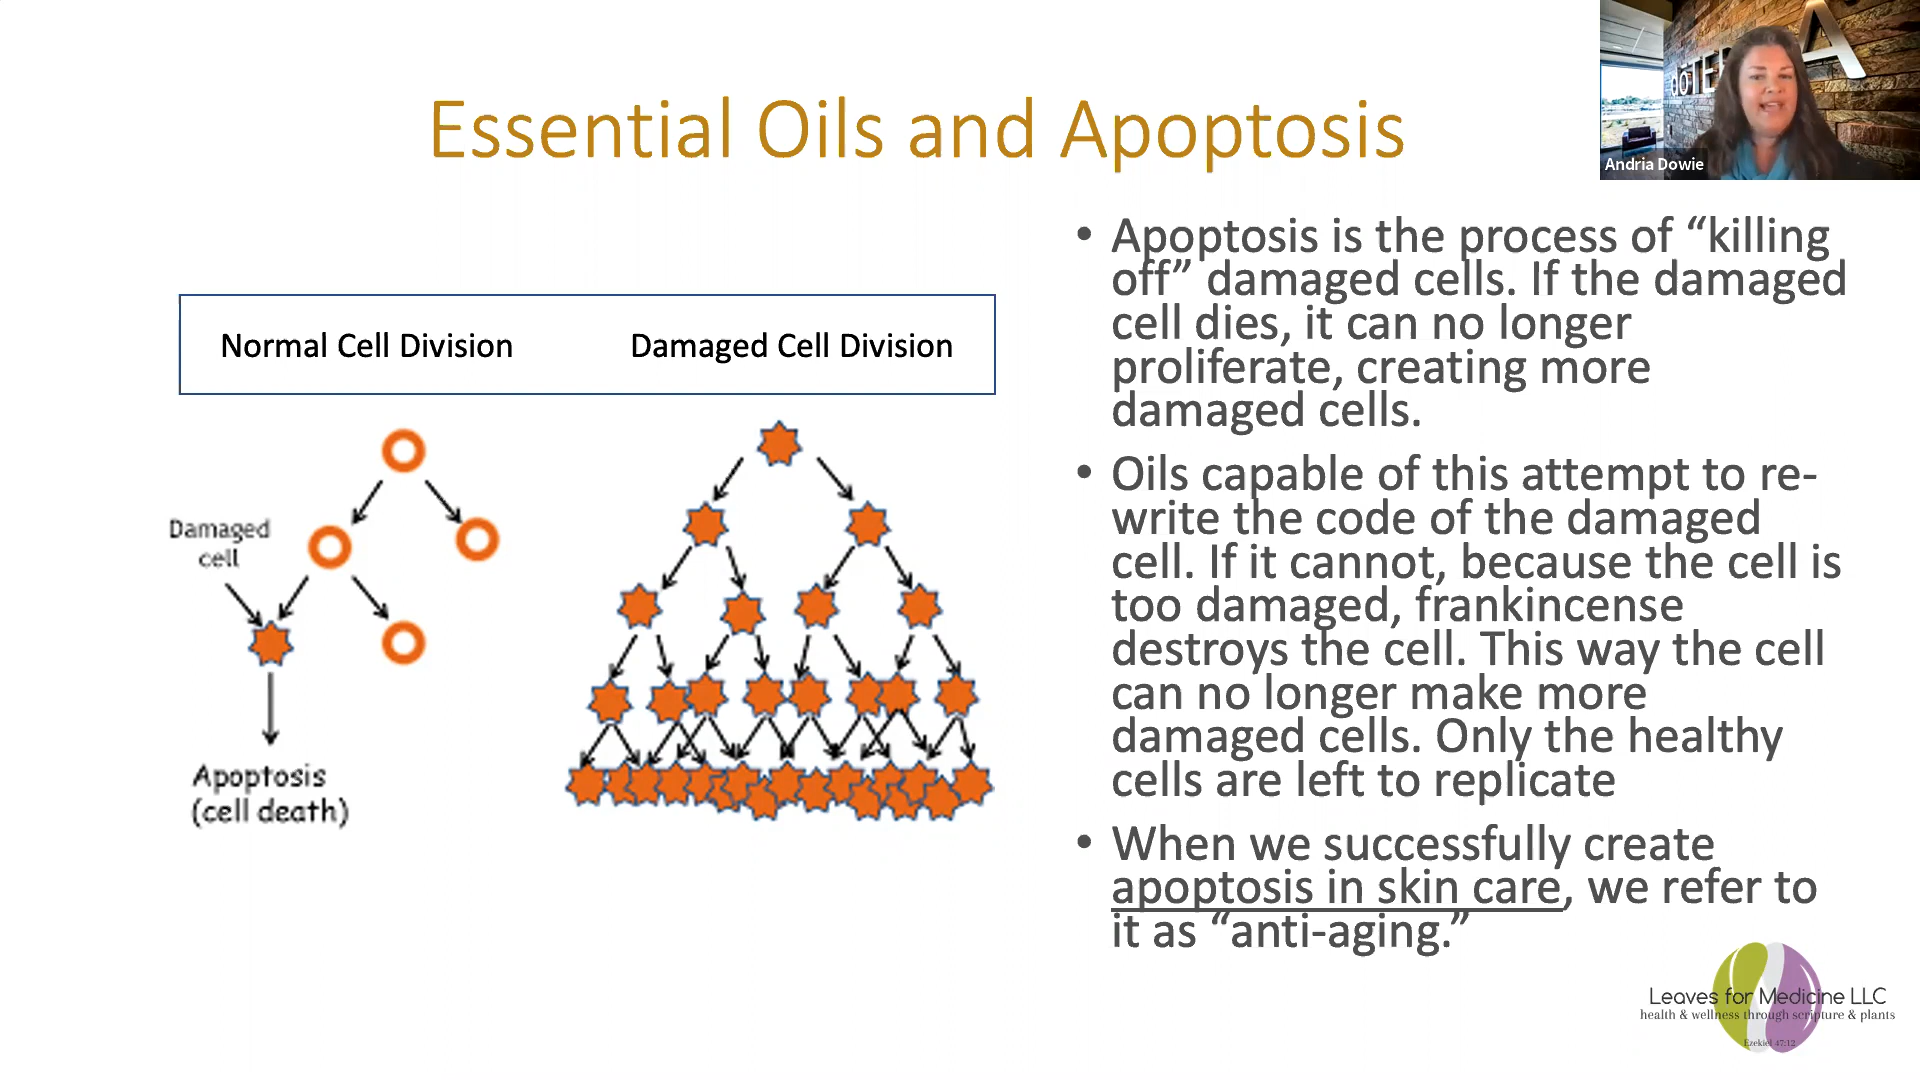 dōTE A
Andria Dowie
Essential Oils and Apoptosis
Normal Cell Division
Damaged Cell Division
Damaged
cell
Apoptosis
(cell death)
• Apoptosis is the process of “killing
off” damaged cells. If the damaged
cell dies, it can no longer
proliferate, creating more
damaged cells.
• Oils capable of this attempt to re-
write the code of the damaged
cell. If it cannot, because the cell is
too damaged, frankincense
destroys the cell. This way the cell
can no longer make more
damaged cells. Only the healthy
cells are left to replicate
• When we successfully create
apoptosis in skin care, we refer to
it as “anti-aging.”
Leaves for Medicine LLC
health & wellness through scripture & plants
Ezekiel 47:12